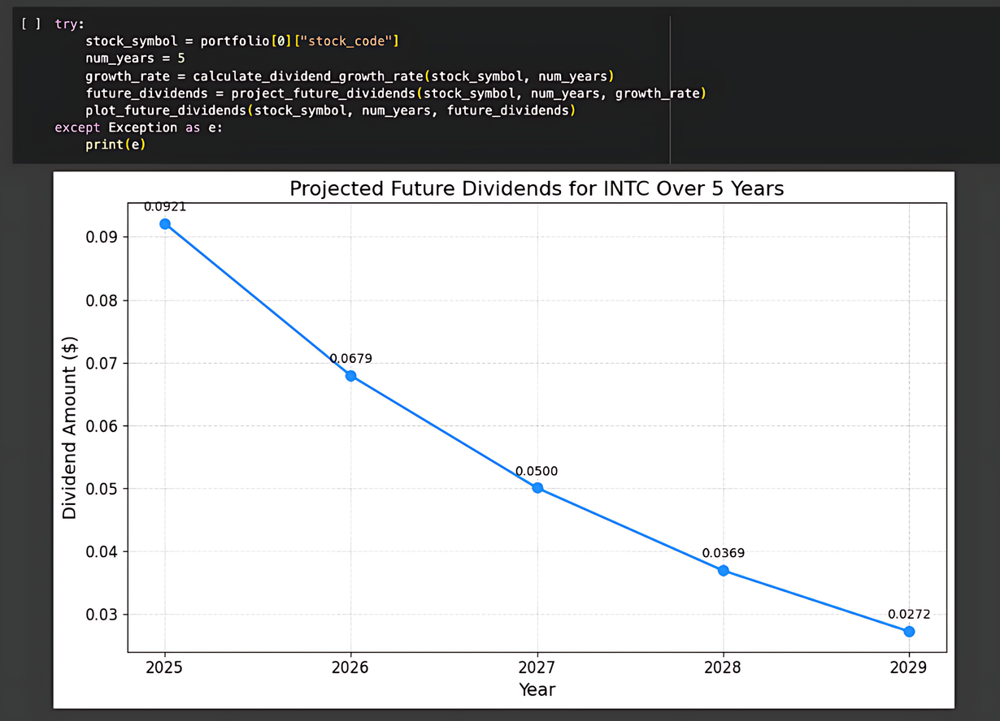 [ ] try:
stock_symbol = portfolio[0]["stock_code"]
num_years = 5
growth_rate = calculate_dividend_growth_rate(stock_symbol, num_years)
future_dividends = project_future_dividends(stock_symbol, num_years, growth_rate)
plot_future_dividends(stock_symbol, num_years, future_dividends)
except Exception as e:
print(e)
Projected Future Dividends for INTC Over 5 Years
0.0921
0.09
0.08
0.07
0.0679
0.06
0.0500
0.05
0.04
0.0369
0.03
0.0272
Dividend Amount ($)
2025 2026 2027 2028 2029
Year